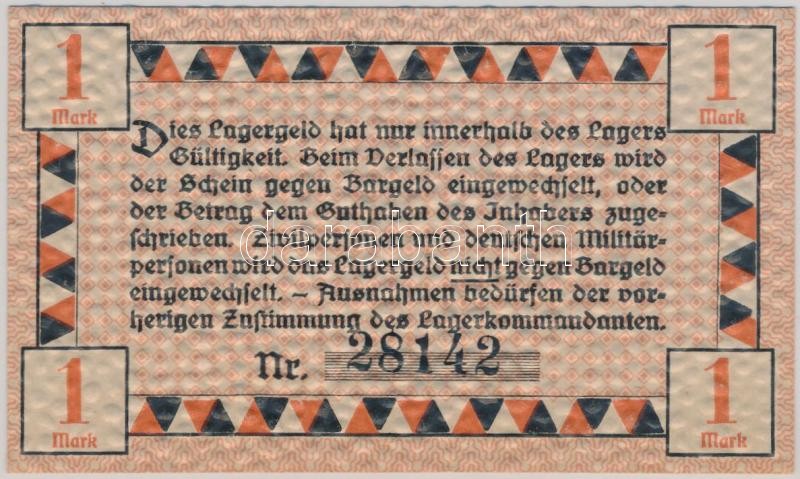 1 Mark
1 Mark
Dies Lagergeld hat nur innerhalb des Lagers
Gültigkeit. Beim Verlassen des Lagers wird
der Schein gegen Bargeld eingewechselt, oder
der Betrag dem Guthaben des Inhabers zuge-
schrieben. Zivilpersonen und deutschen Militär-
personen wird das Lagergeld nicht gegen Bargeld
eingewechselt. – Ausnahmen bedürfen der vor-
herigen Zustimmung des Lagerkommandanten.
Nr. 28142
1 Mark
1 Mark
darabanth